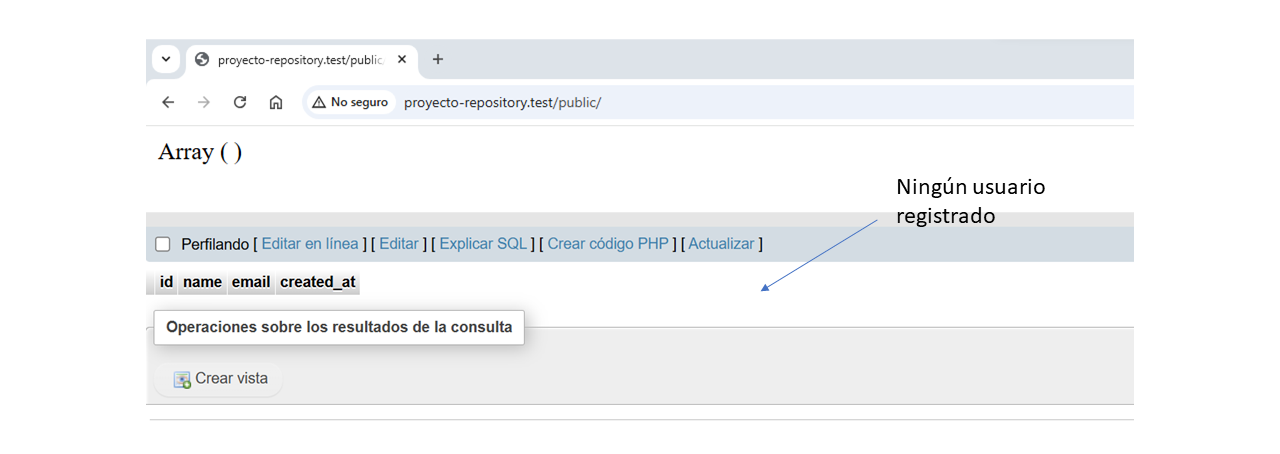 proyecto-repository.test/public/
No seguro proyecto-repository.test/public/
Array ( )
Ningún usuario
registrado
Perfilando [ Editar en línea ] [ Editar ] [ Explicar SQL ] [ Crear código PHP ] [ Actualizar ]
id name email created_at
Operaciones sobre los resultados de la consulta
Crear vista